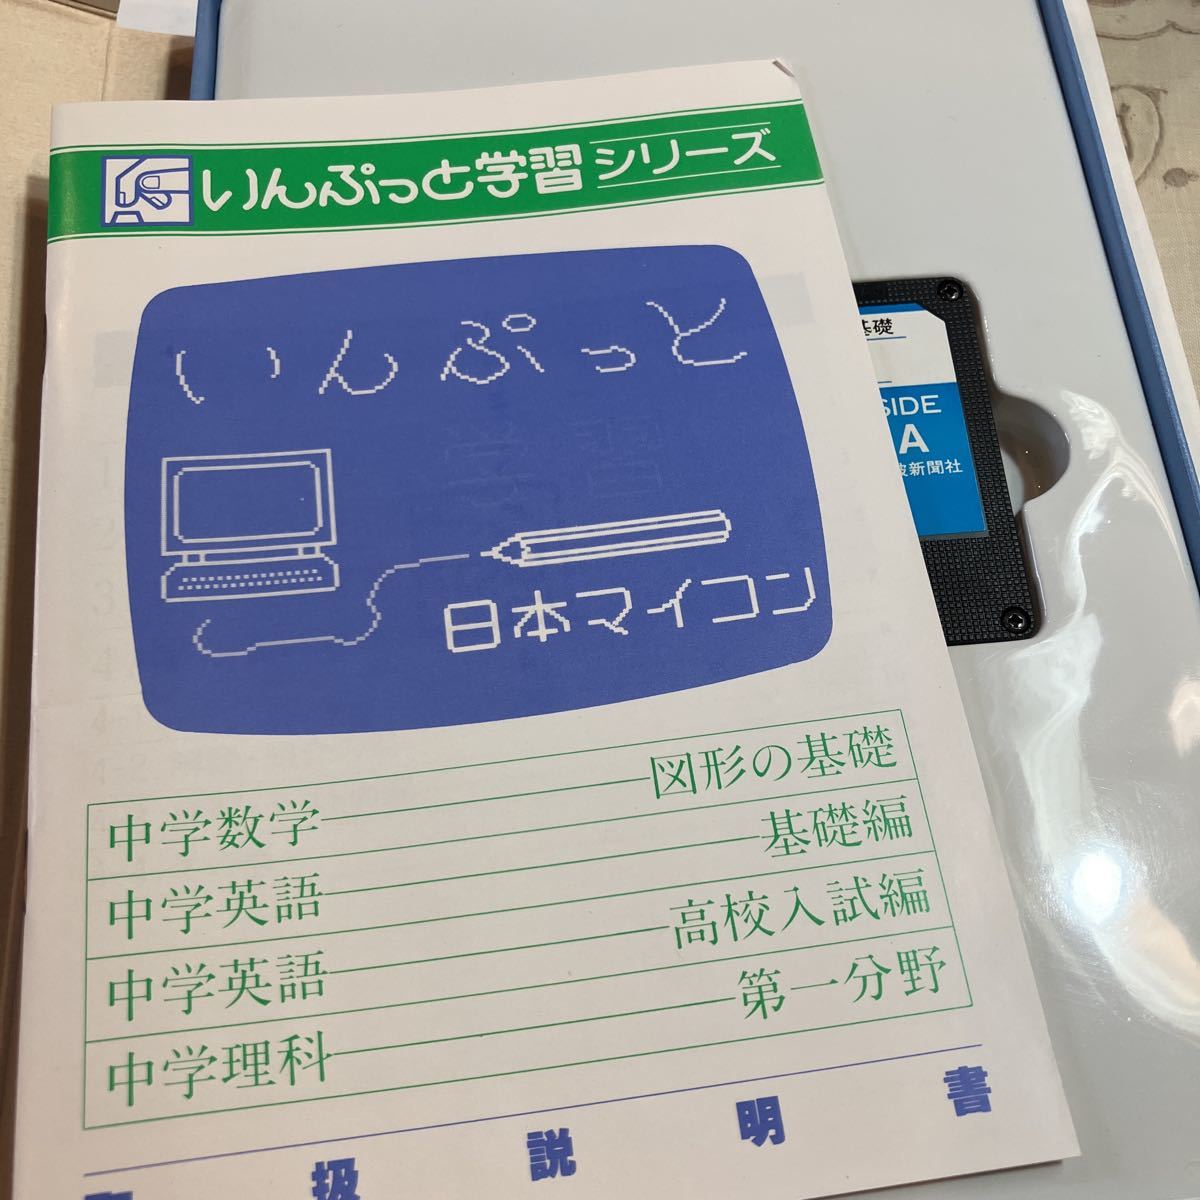 いんぷっと学習シリーズ
いんぷっと
日本マイコン
中学数学 図形の基礎
中学英語 基礎編
中学英語 高校入試編
中学理科 第一分野
扱説明書
基礎
SIDE
A
波新聞社